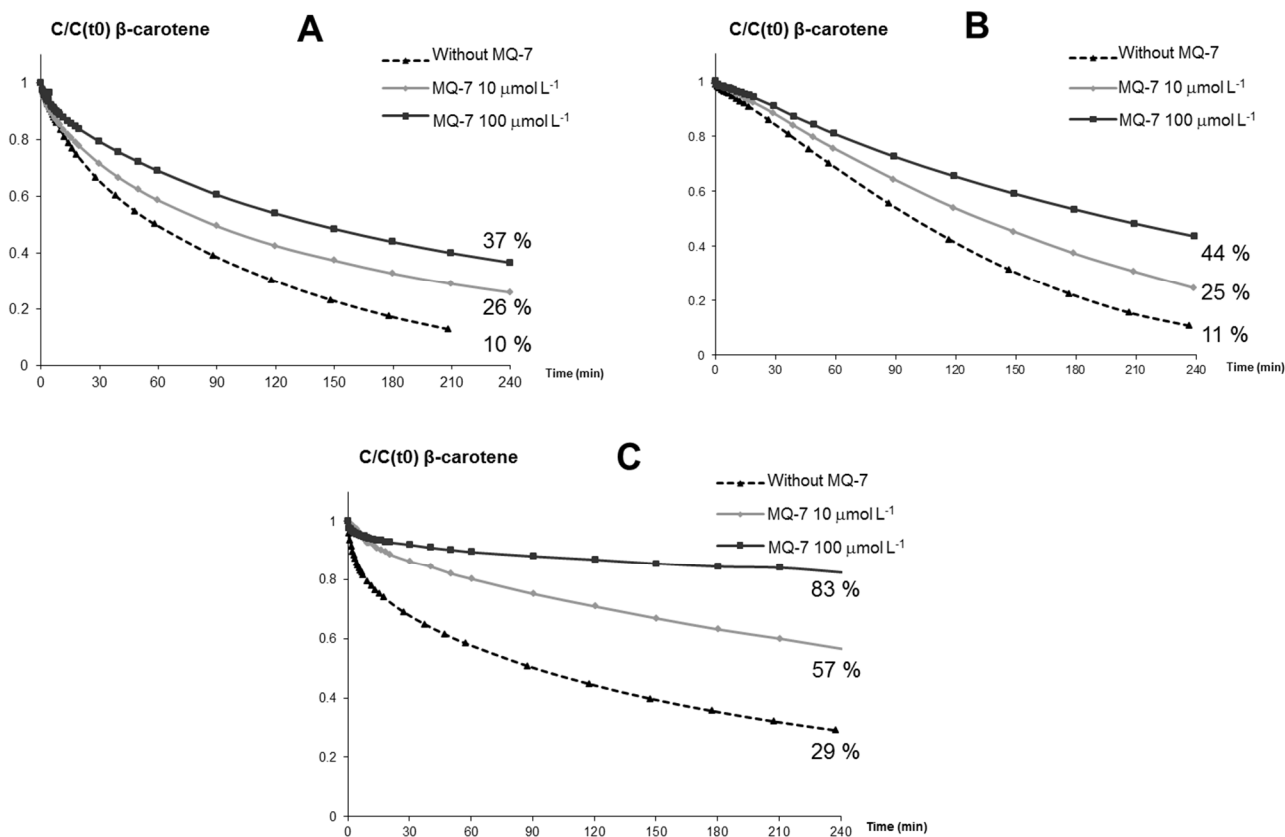 C/C(t0) β-carotene
A
Without MQ-7
MQ-7 10 μmol L⁻¹
MQ-7 100 μmol L⁻¹
1
0.8
0.6
0.4
0.2
0
37 %
26 %
10 %
0 30 60 90 120 150 180 210 240
Time (min)
C/C(t0) β-carotene
B
Without MQ-7
MQ-7 10 μmol L⁻¹
MQ-7 100 μmol L⁻¹
1
0.8
0.6
0.4
0.2
0
44 %
25 %
11 %
0 30 60 90 120 150 180 210 240
Time (min)
C/C(t0) β-carotene
C
Without MQ-7
MQ-7 10 μmol L⁻¹
MQ-7 100 μmol L⁻¹
1
0.8
0.6
0.4
0.2
0
83 %
57 %
29 %
0 30 60 90 120 150 180 210 240
Time (min)